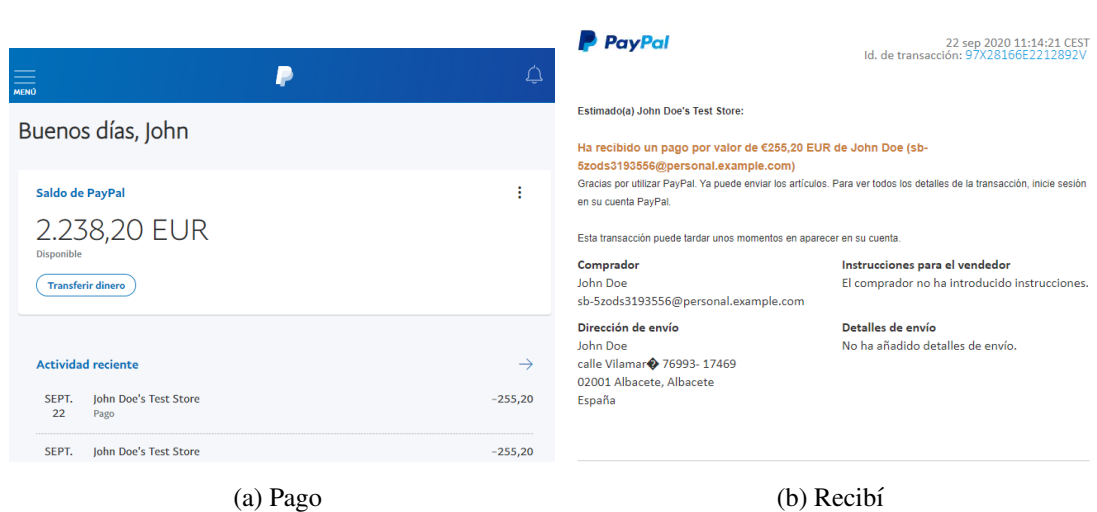 MENÚ
Buenos días, John
Saldo de PayPal
2.238,20 EUR
Disponible
Transferir dinero
Actividad reciente
SEPT. 22 John Doe's Test Store -255,20
Pago
SEPT. John Doe's Test Store -255,20
(a) Pago
PayPal
22 sep 2020 11:14:21 CEST
Id. de transacción: 97X28166E2212892V
Estimado(a) John Doe's Test Store:
Ha recibido un pago por valor de €255,20 EUR de John Doe (sb-
5zods3193556@personal.example.com)
Gracias por utilizar PayPal. Ya puede enviar los artículos. Para ver todos los detalles de la transacción, inicie sesión
en su cuenta PayPal.
Esta transacción puede tardar unos momentos en aparecer en su cuenta.
Comprador
John Doe
sb-5zods3193556@personal.example.com
Instrucciones para el vendedor
El comprador no ha introducido instrucciones.
Dirección de envío
John Doe
calle Vilamar� 76993- 17469
02001 Albacete, Albacete
España
Detalles de envío
No ha añadido detalles de envío.
(b) Recibí